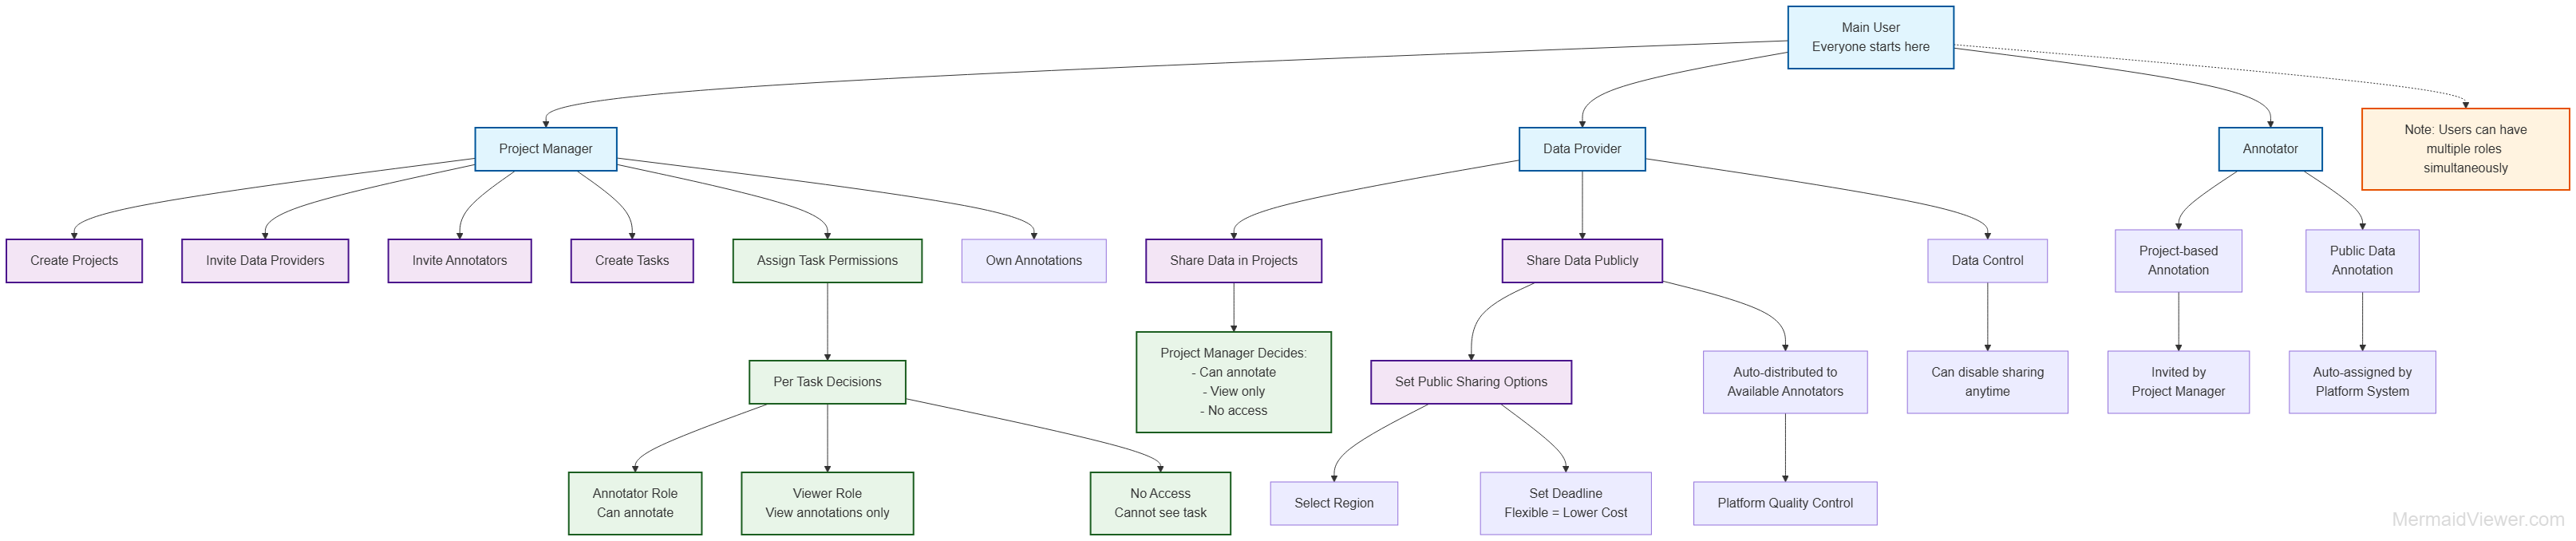 Main User
Everyone starts here
Note: Users can have
multiple roles
simultaneously
Project Manager
Data Provider
Annotator
Create Projects
Invite Data Providers
Invite Annotators
Create Tasks
Assign Task Permissions
Own Annotations
Share Data in Projects
Share Data Publicly
Data Control
Project-based
Annotation
Public Data
Annotation
Per Task Decisions
Project Manager Decides:
- Can annotate
- View only
- No access
Set Public Sharing Options
Auto-distributed to
Available Annotators
Can disable sharing
anytime
Invited by
Project Manager
Auto-assigned by
Platform System
Annotator Role
Can annotate
Viewer Role
View annotations only
No Access
Cannot see task
Select Region
Set Deadline
Flexible = Lower Cost
Platform Quality Control
MermaidViewer.com